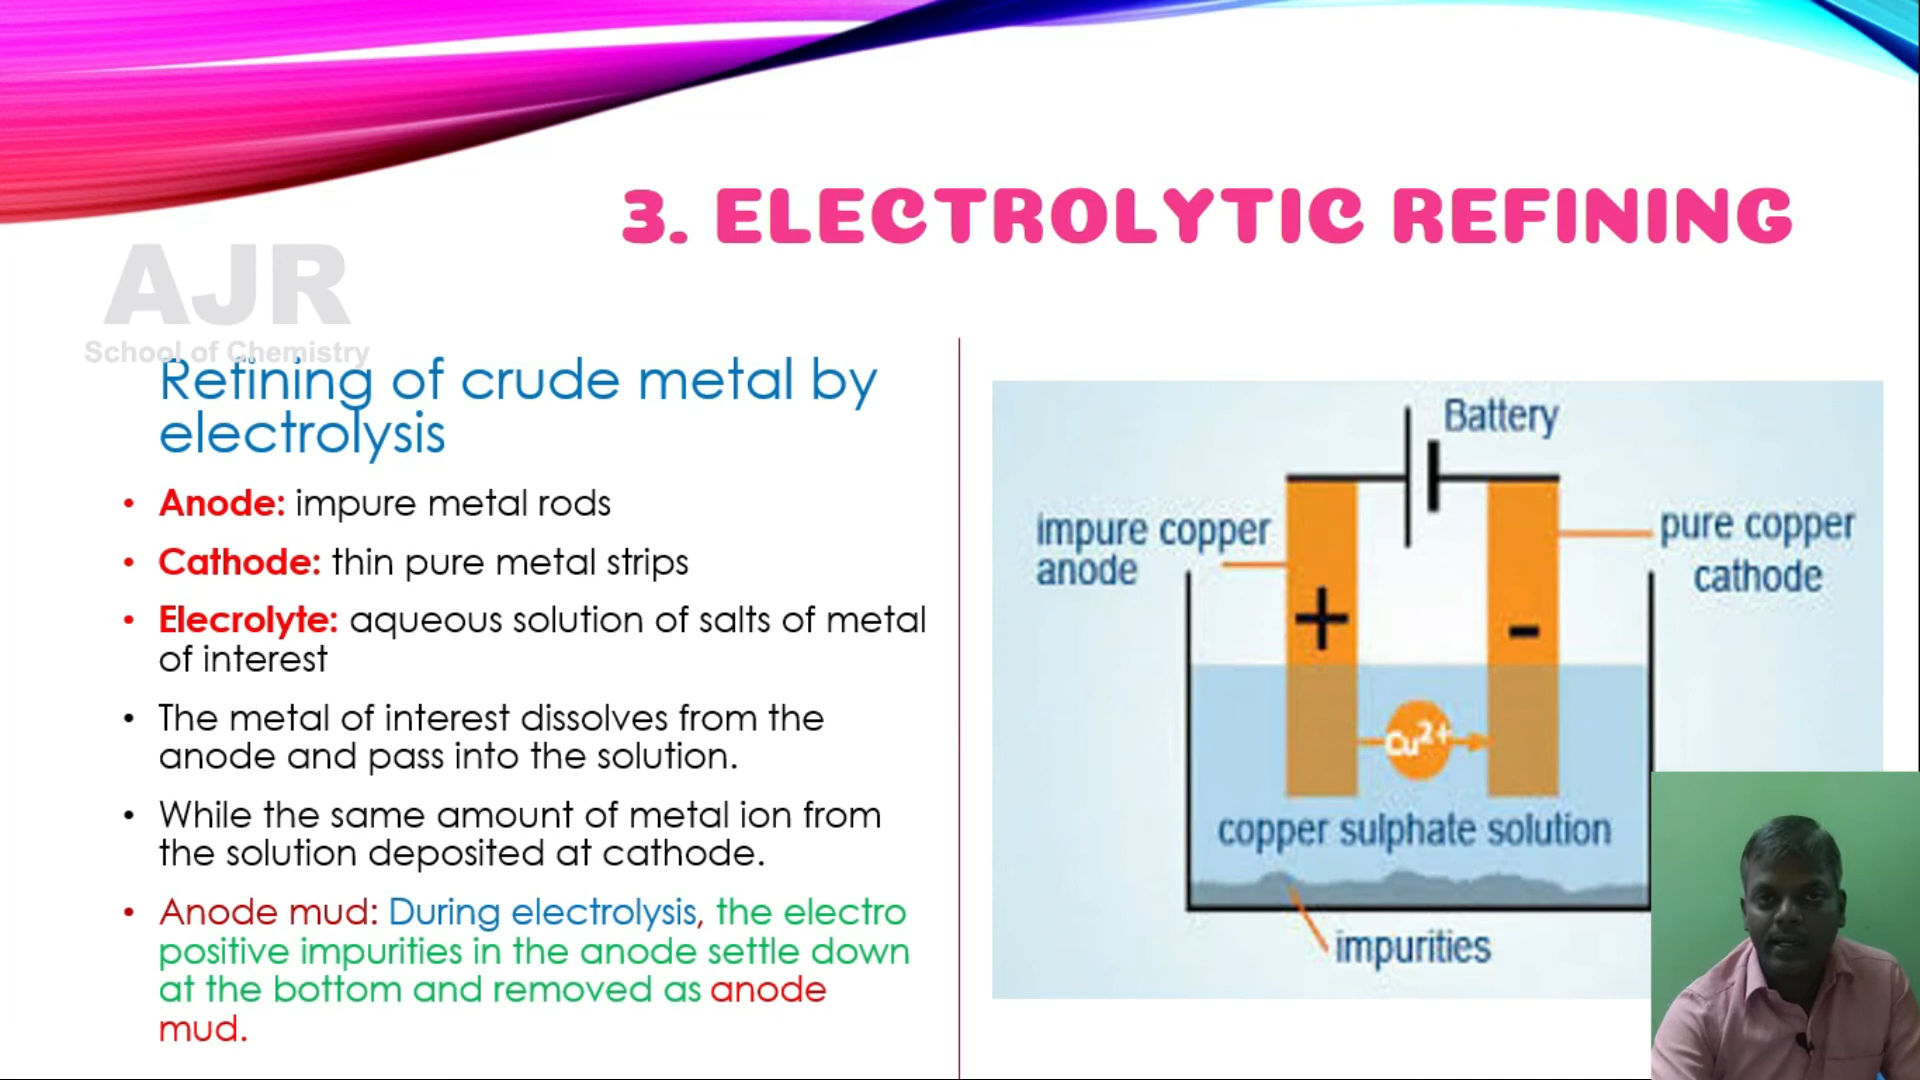 3. ELECTROLYTIC REFINING
AJR
School of Chemistry
Refining of crude metal by
electrolysis
• Anode: impure metal rods
• Cathode: thin pure metal strips
• Elecrolyte: aqueous solution of salts of metal
of interest
• The metal of interest dissolves from the
anode and pass into the solution.
• While the same amount of metal ion from
the solution deposited at cathode.
• Anode mud: During electrolysis, the electro
positive impurities in the anode settle down
at the bottom and removed as anode
mud.
Battery
impure copper
anode
pure copper
cathode
+
-
Cu²⁺
copper sulphate solution
impurities